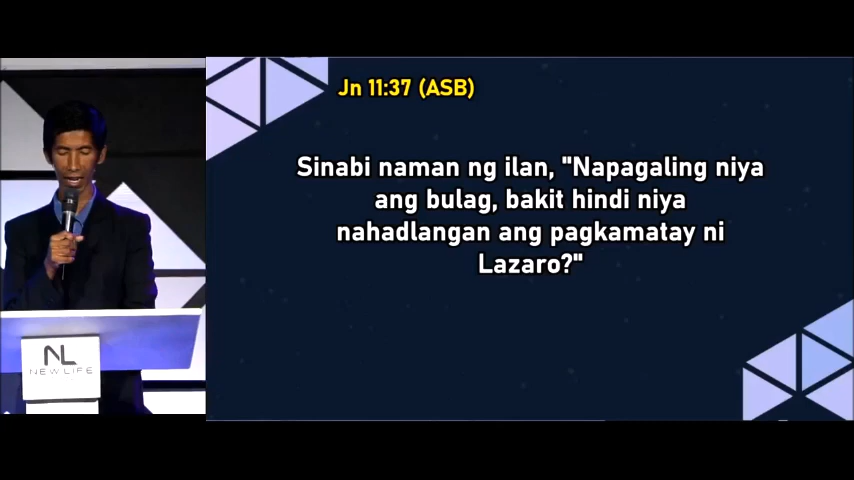 Jn 11:37 (ASB)
Sinabi naman ng ilan, "Napagaling niya
ang bulag, bakit hindi niya
nahadlangan ang pagkamatay ni
Lazaro?"
NL
NEW LIFE